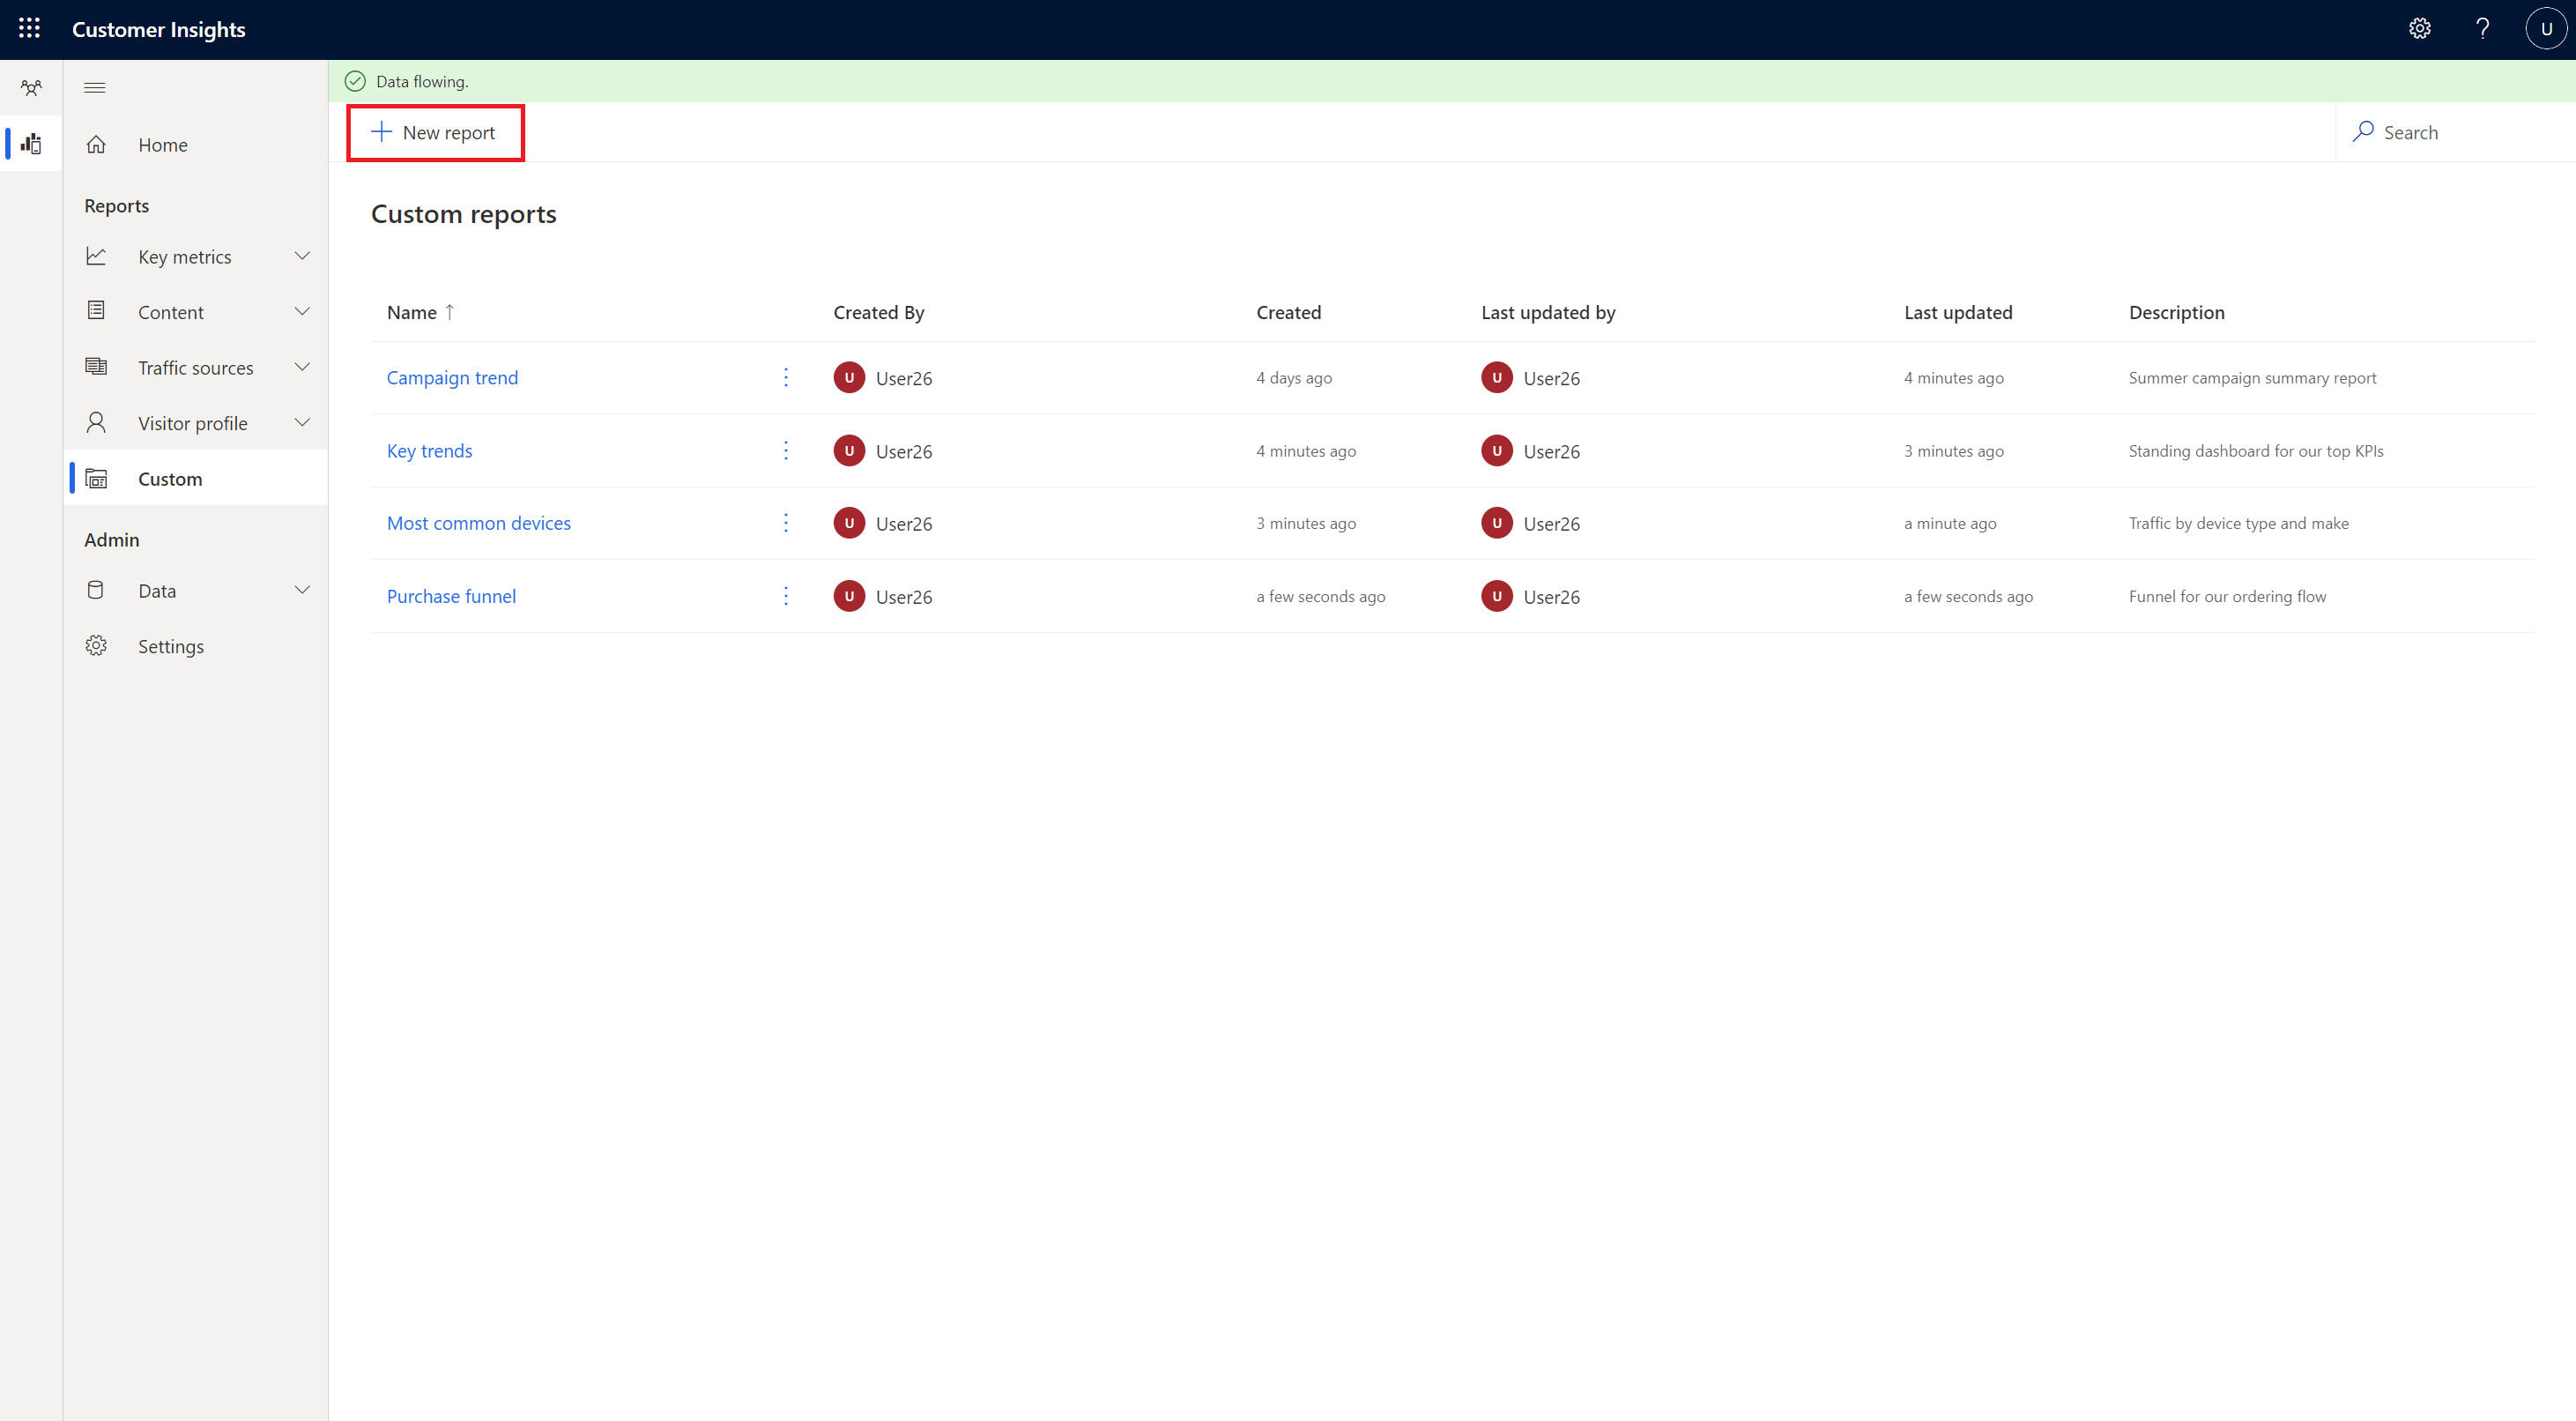 Customer Insights
U
Data flowing.
New report
Search
Home
Reports
Key metrics
Content
Traffic sources
Visitor profile
Custom
Admin
Data
Settings
Custom reports
Name ↑ Created By Created Last updated by Last updated Description
Campaign trend U User26 4 days ago U User26 4 minutes ago Summer campaign summary report
Key trends U User26 4 minutes ago U User26 3 minutes ago Standing dashboard for our top KPIs
Most common devices U User26 3 minutes ago U User26 a minute ago Traffic by device type and make
Purchase funnel U User26 a few seconds ago U User26 a few seconds ago Funnel for our ordering flow